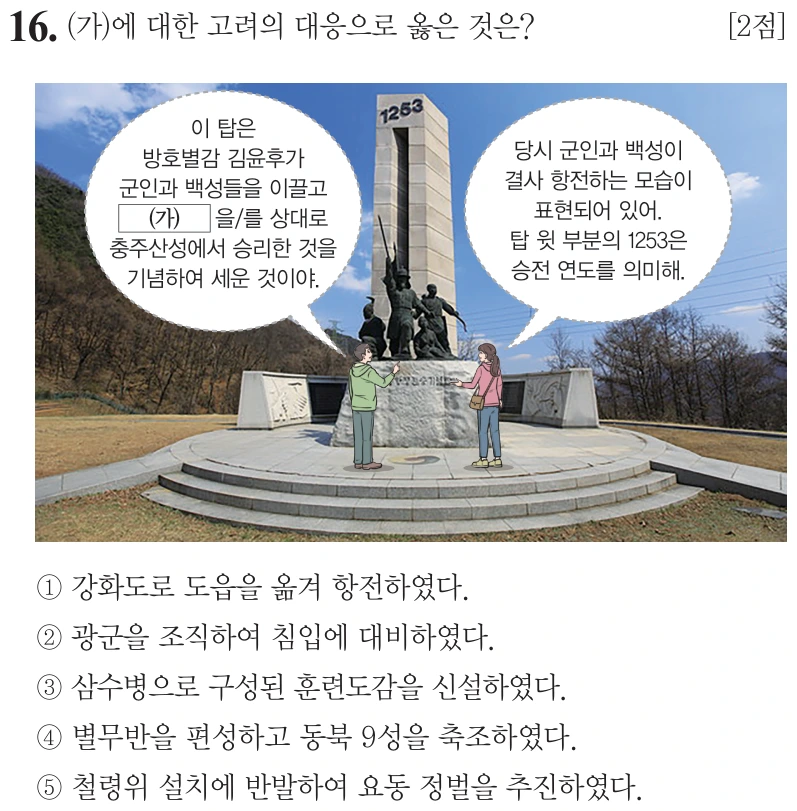 16. (가)에 대한 고려의 대응으로 옳은 것은? [2점]
이 탑은
방호별감 김윤후가
군인과 백성들을 이끌고
(가) 을/를 상대로
충주산성에서 승리한 것을
기념하여 세운 것이야.
1253
당시 군인과 백성이
결사 항전하는 모습이
표현되어 있어.
탑 윗 부분의 1253은
승전 연도를 의미해.
① 강화도로 도읍을 옮겨 항전하였다.
② 광군을 조직하여 침입에 대비하였다.
③ 삼수병으로 구성된 훈련도감을 신설하였다.
④ 별무반을 편성하고 동북 9성을 축조하였다.
⑤ 철령위 설치에 반발하여 요동 정벌을 추진하였다.